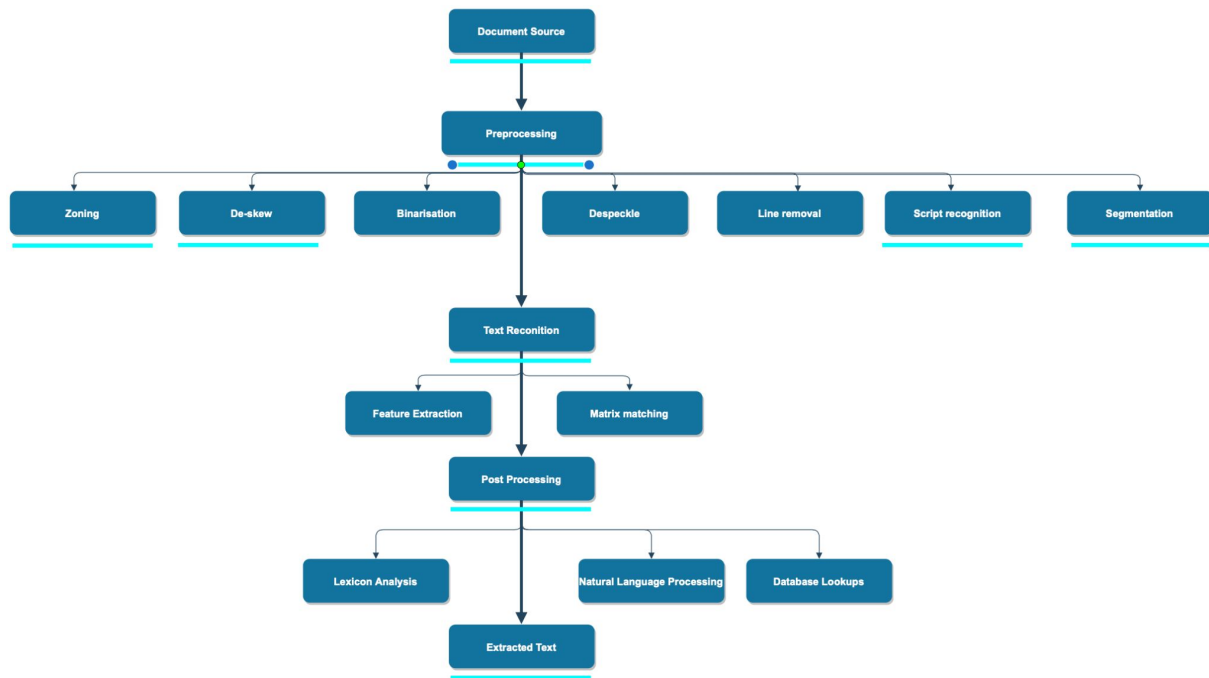 Document Source
Preprocessing
Zoning
De-skew
Binarisation
Despeckle
Line removal
Script recognition
Segmentation
Text Reconition
Feature Extraction
Matrix matching
Post Processing
Lexicon Analysis
Natural Language Processing
Database Lookups
Extracted Text